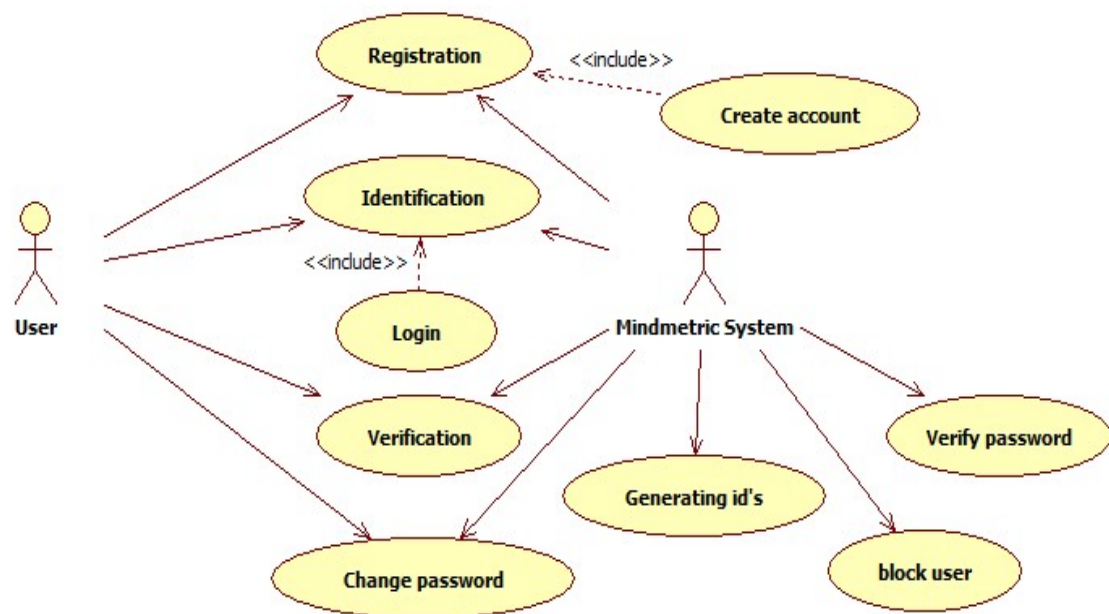 Registration
<<include>>
Create account
Identification
<<include>>
User
Login
Mindmetric System
Verification
Verify password
Generating id's
Change password
block user